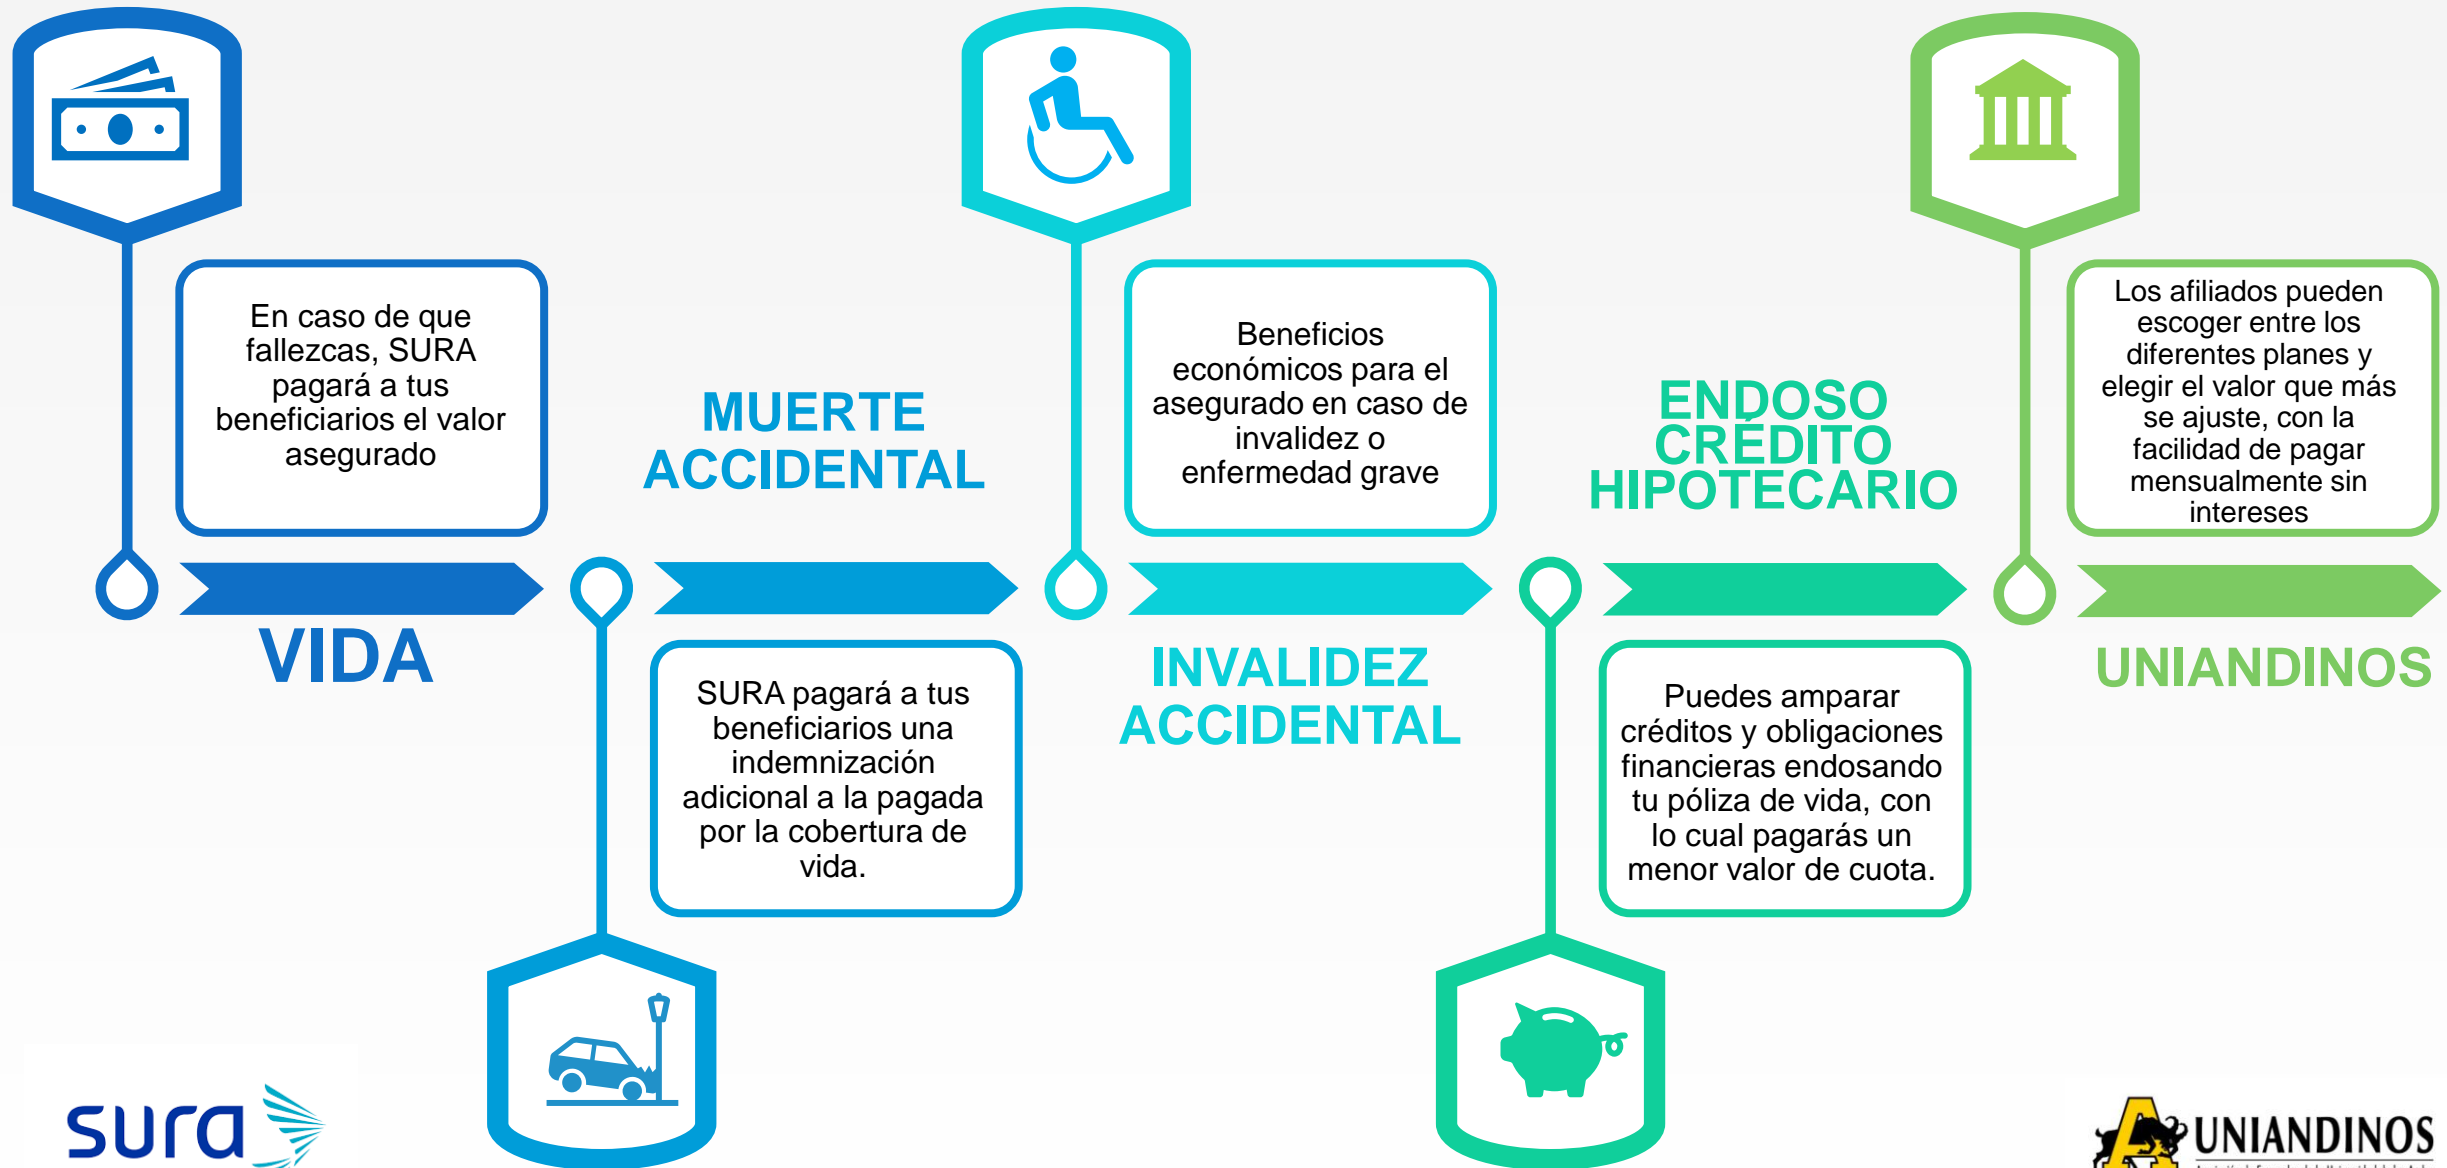 En caso de que
fallezcas, SURA
pagará a tus
beneficiarios el valor
asegurado
VIDA
MUERTE
ACCIDENTAL
SURA pagará a tus
beneficiarios una
indemnización
adicional a la pagada
por la cobertura de
vida.
Beneficios
económicos para el
asegurado en caso de
invalidez o
enfermedad grave
INVALIDEZ
ACCIDENTAL
ENDOSO
CRÉDITO
HIPOTECARIO
Puedes amparar
créditos y obligaciones
financieras endosando
tu póliza de vida, con
lo cual pagarás un
menor valor de cuota.
Los afiliados pueden
escoger entre los
diferentes planes y
elegir el valor que más
se ajuste, con la
facilidad de pagar
mensualmente sin
intereses
UNIANDINOS
sura
UNIANDINOS